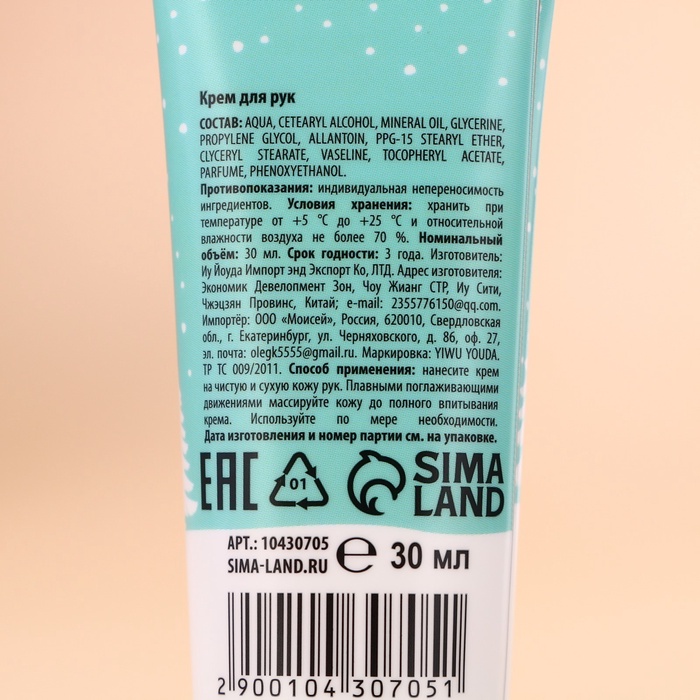 Крем для рук
СОСТАВ: AQUA, CETEARYL ALCOHOL, MINERAL OIL, GLYCERINE,
PROPYLENE GLYCOL, ALLANTOIN, PPG-15 STEARYL ETHER,
CLYCERYL STEARATE, VASELINE, TOCOPHERYL ACETATE,
PARFUME, PHENOXYETHANOL.
Противопоказания: индивидуальная непереносимость
ингредиентов. Условия хранения: хранить при
температуре от +5 °С до +25 °С и относительной
влажности воздуха не более 70 %. Номинальный
объём: 30 мл. Срок годности: 3 года. Изготовитель:
Иу Йоуда Импорт энд Экспорт Ко, ЛТД. Адрес изготовителя:
Экономик Девелопмент Зон, Чоу Жианг СТР, Иу Сити,
Чжэцзян Провинс, Китай; e-mail: 2355776150@qq.com.
Импортёр: ООО «Моисей», Россия, 620010, Свердловская
обл., г. Екатеринбург, ул. Черняховского, д. 86, оф. 27,
эл. почта: olegk5555@gmail.ru. Маркировка: YIWU YOUDA.
ТР ТС 009/2011. Способ применения: нанесите крем
на чистую и сухую кожу рук. Плавными поглаживающими
движениями массируйте кожу до полного впитывания
крема. Используйте по мере необходимости.
Дата изготовления и номер партии см. на упаковке.
EAC 01 SIMA
LAND
АРТ.: 10430705
SIMA-LAND.RU
℮ 30 мл
2 900104 307051